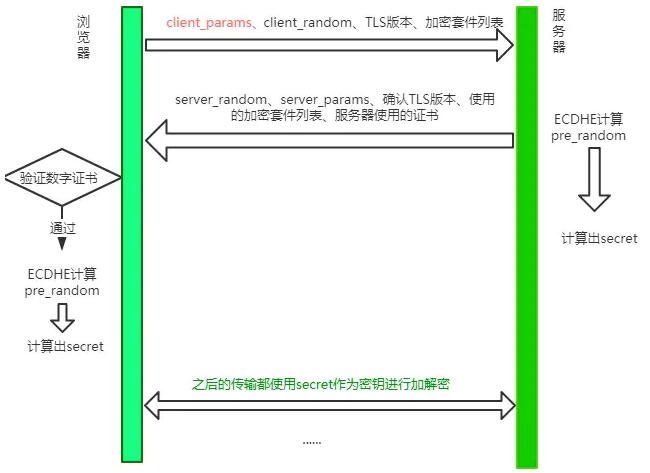 浏览器
服务器
client_params、client_random、TLS版本、加密套件列表
server_random、server_params、确认TLS版本、使用
的加密套件列表、服务器使用的证书
ECDHE计算
pre_random
计算出secret
验证数字证书
通过
ECDHE计算
pre_random
计算出secret
之后的传输都使用secret作为密钥进行加解密
......